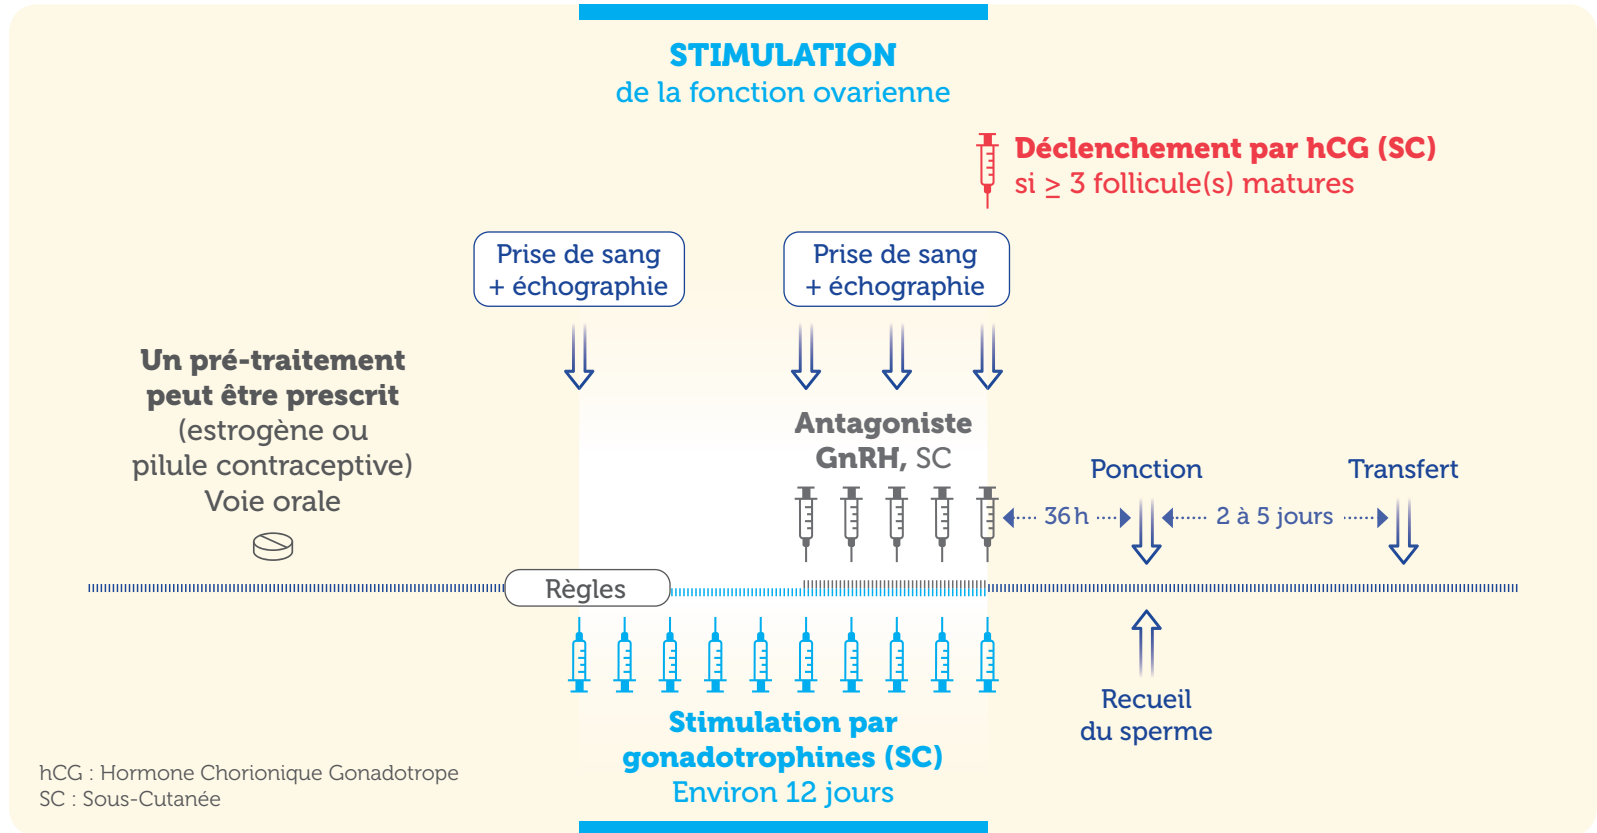 STIMULATION
de la fonction ovarienne
Déclenchement par hCG (SC)
si ≥ 3 follicule(s) matures
Prise de sang
+ échographie
Prise de sang
+ échographie
Un pré-traitement
peut être prescrit
(estrogène ou
pilule contraceptive)
Voie orale
Antagoniste
GnRH, SC
Ponction
Transfert
36 h
2 à 5 jours
Règles
Recueil
du sperme
Stimulation par
gonadotrophines (SC)
Environ 12 jours
hCG : Hormone Chorionique Gonadotrope
SC : Sous-Cutanée